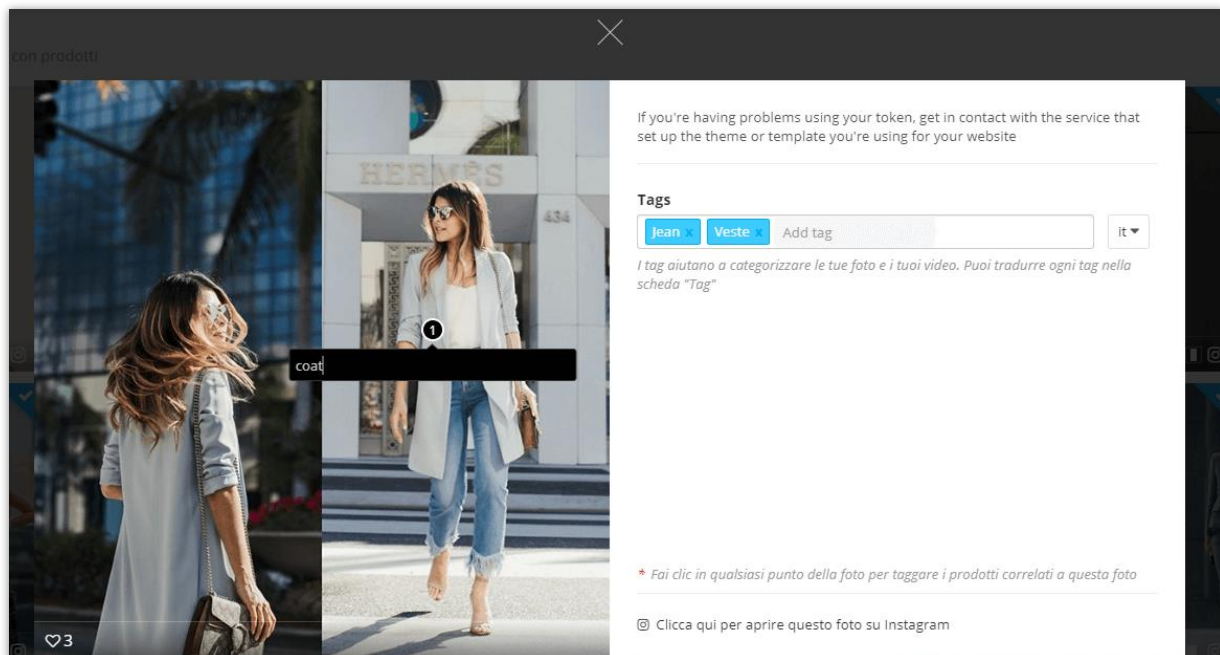 con prodotti
If you're having problems using your token, get in contact with the service that
set up the theme or template you're using for your website
HERMÈS
434
Tags
Jean x Veste x Add tag
it
I tag aiutano a categorizzare le tue foto e i tuoi video. Puoi tradurre ogni tag nella
scheda "Tag"
1
coat
* Fai clic in qualsiasi punto della foto per taggare i prodotti correlati a questa foto
3
Clicca qui per aprire questo foto su Instagram